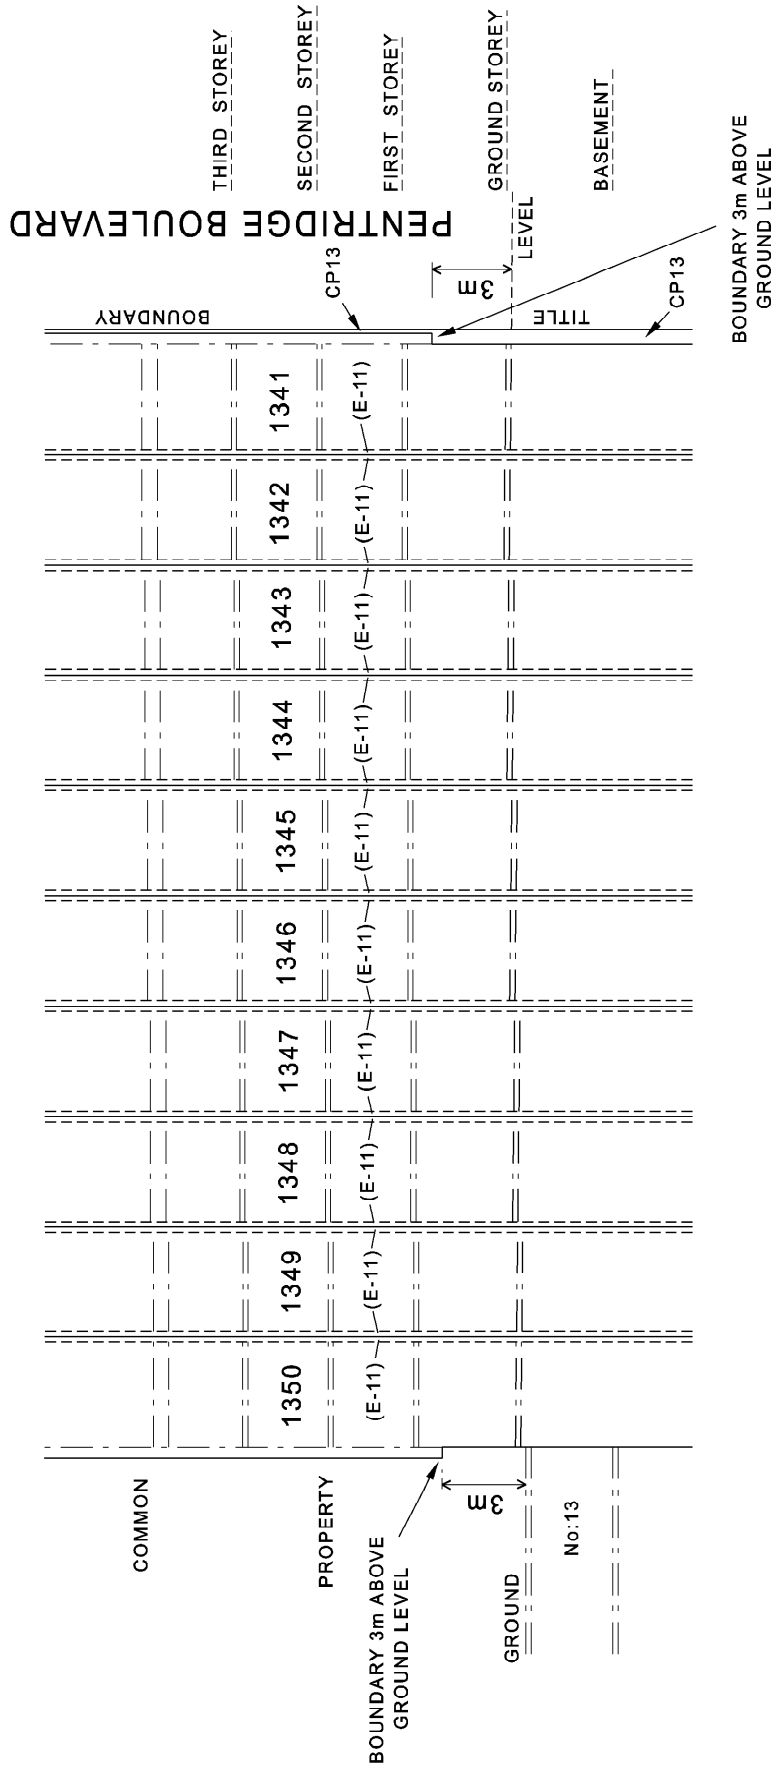 THIRD STOREY
SECOND STOREY
FIRST STOREY
GROUND STOREY
BASEMENT
PENTRIDGE BOULEVARD
BOUNDARY 3m ABOVE
GROUND LEVEL
LEVEL
3m
CP13
CP13
BOUNDARY
TITLE
1341
(E-11)
1342
(E-11)
1343
(E-11)
1344
(E-11)
1345
(E-11)
1346
(E-11)
1347
(E-11)
1348
(E-11)
1349
(E-11)
1350
(E-11)
COMMON
PROPERTY
3m
No:13
GROUND
BOUNDARY 3m ABOVE
GROUND LEVEL